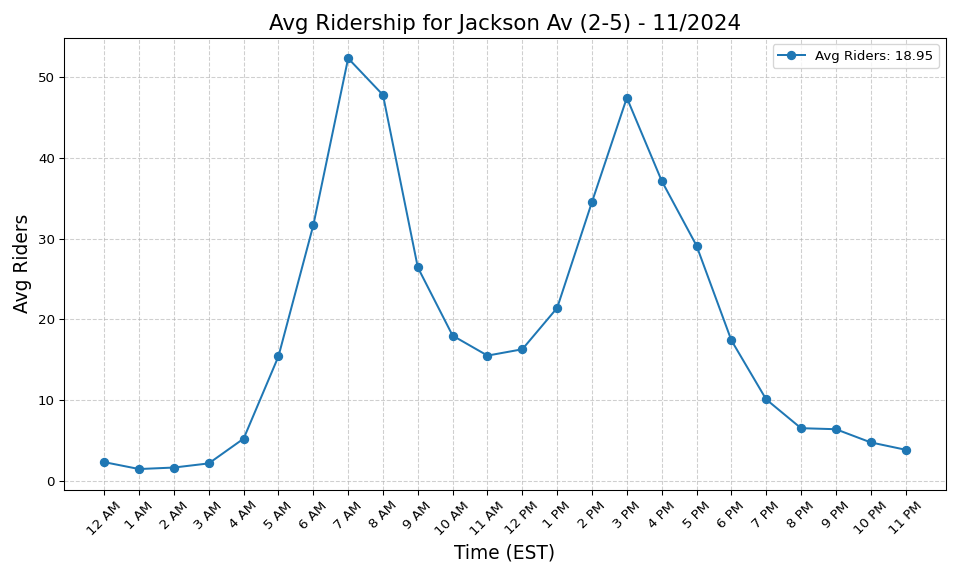 Avg Ridership for Jackson Av (2-5) - 11/2024
Avg Riders: 18.95
Avg Riders
50
40
30
20
10
0
12 AM
1 AM
2 AM
3 AM
4 AM
5 AM
6 AM
7 AM
8 AM
9 AM
10 AM
11 AM
12 PM
1 PM
2 PM
3 PM
4 PM
5 PM
6 PM
7 PM
8 PM
9 PM
10 PM
11 PM
Time (EST)